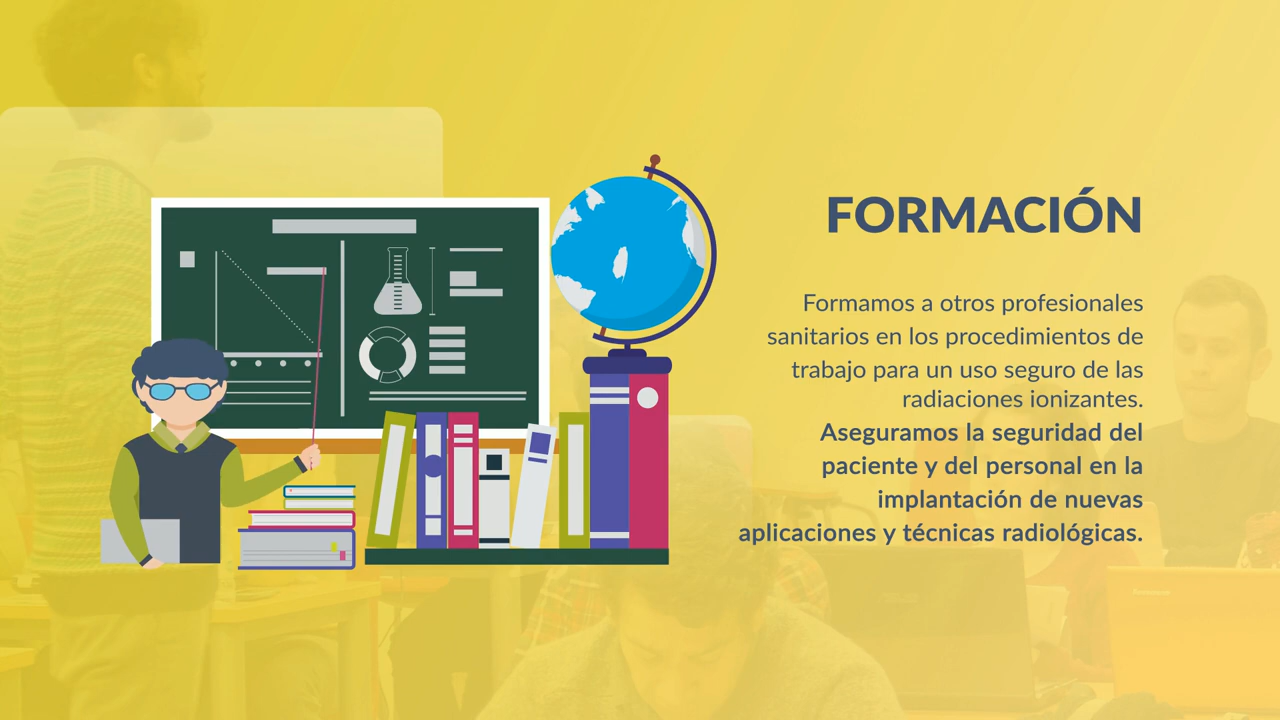 FORMACIÓN
Formamos a otros profesionales
sanitarios en los procedimientos de
trabajo para un uso seguro de las
radiaciones ionizantes.
Aseguramos la seguridad del
paciente y del personal en la
implantación de nuevas
aplicaciones y técnicas radiológicas.